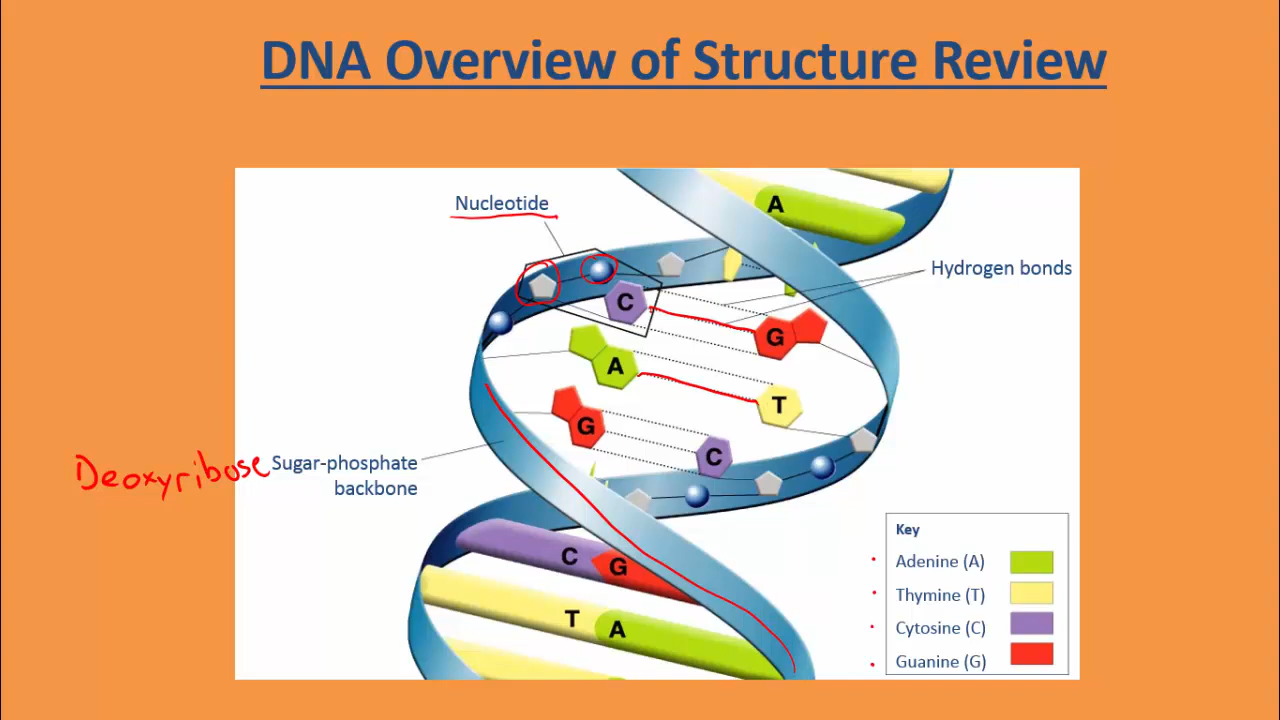 DNA Overview of Structure Review
Nucleotide
A
Hydrogen bonds
C
G
A
T
G
C
Deoxyribose
Sugar-phosphate
backbone
C G
T A
Key
Adenine (A)
Thymine (T)
Cytosine (C)
Guanine (G)